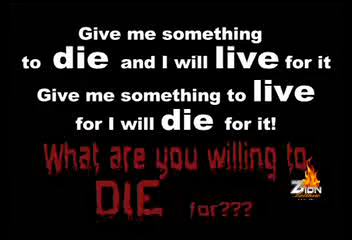 Give me something
to die and I will live for it
Give me something to live
for I will die for it!
What are you willing to
DIE for???
ZION